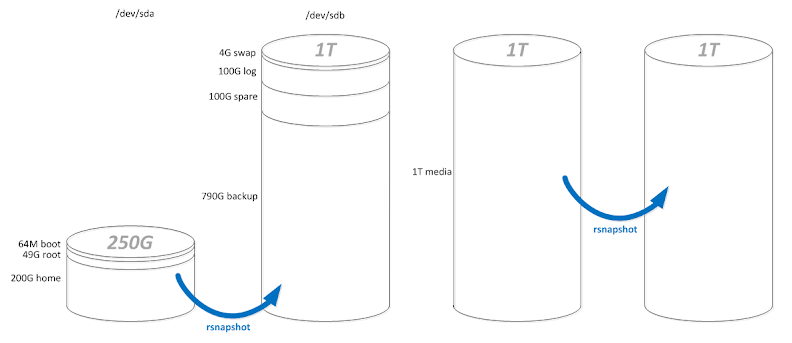 /dev/sda
/dev/sdb
250G
64M boot
49G root
200G home
rsnapshot
1T
4G swap
100G log
100G spare
790G backup
1T
1T media
rsnapshot
1T